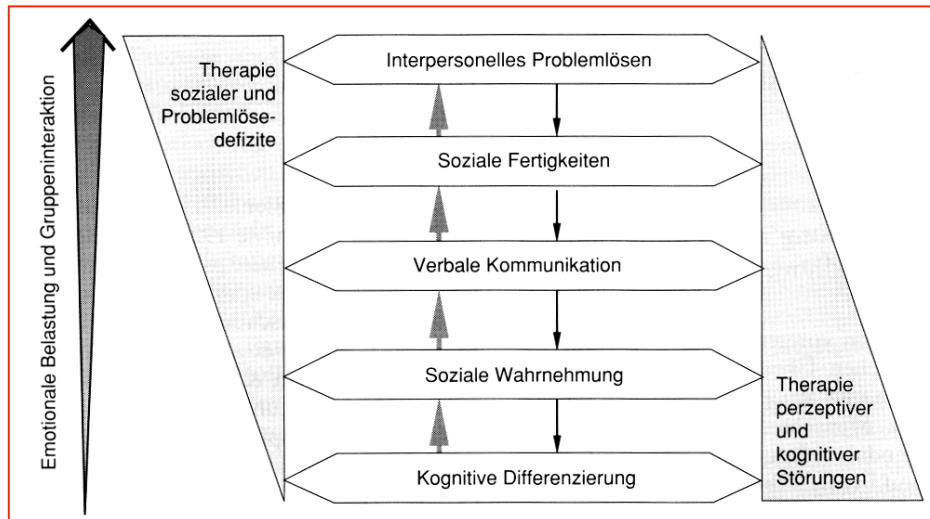 Emotionale Belastung und Gruppeninteraktion
Therapie
sozialer und
Problemlöse-
defizite
Interpersonelles Problemlösen
Soziale Fertigkeiten
Verbale Kommunikation
Soziale Wahrnehmung
Kognitive Differenzierung
Therapie
perzeptiver
und
kognitiver
Störungen